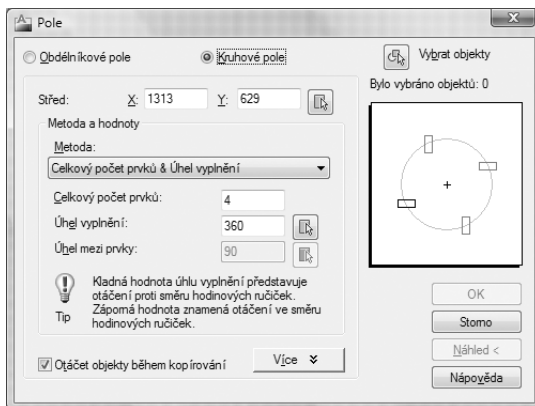 Pole
Obdélníkové pole
Kruhové pole
Vybrat objekty
Bylo vybráno objektů: 0
Střed: X: 1313 Y: 629
Metoda a hodnoty
Metoda:
Celkový počet prvků & Úhel vyplnění
Celkový počet prvků: 4
Úhel vyplnění: 360
Úhel mezi prvky: 90
Kladná hodnota úhlu vyplnění představuje
otáčení proti směru hodinových ručiček.
Záporná hodnota znamená otáčení ve směru
hodinových ručiček.
Tip
Otáčet objekty během kopírování
Více
OK
Storno
Náhled <
Nápověda